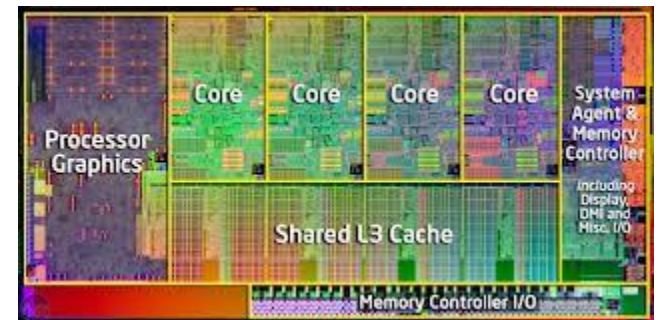 Processor
Graphics
Core
Core
Core
Core
System
Agent &
Memory
Controller
including
Display,
DMI and
Misc. I/O
Shared L3 Cache
Memory Controller I/O